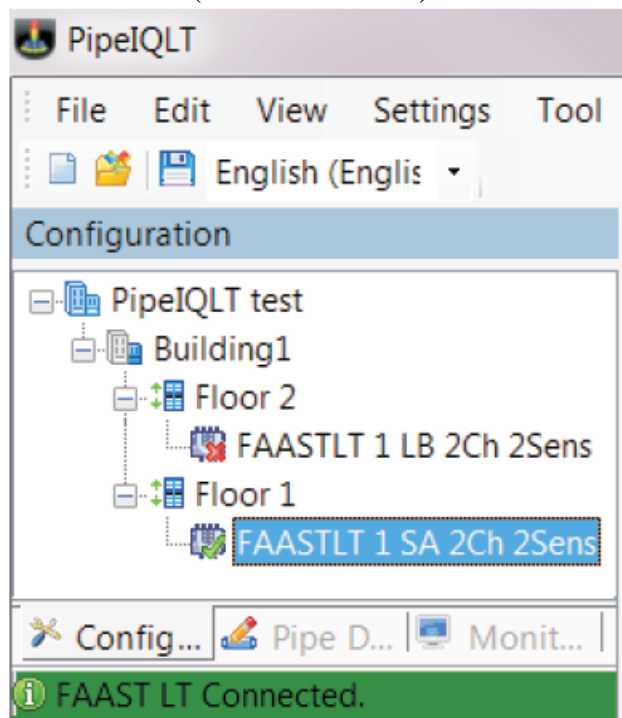 PipeIQLT
File Edit View Settings Tool
English (Englis
Configuration
PipeIQLT test
Building1
Floor 2
FAASTLT 1 LB 2Ch 2Sens
Floor 1
FAASTLT 1 SA 2Ch 2Sens
Config... Pipe D... Monit...
FAAST LT Connected.